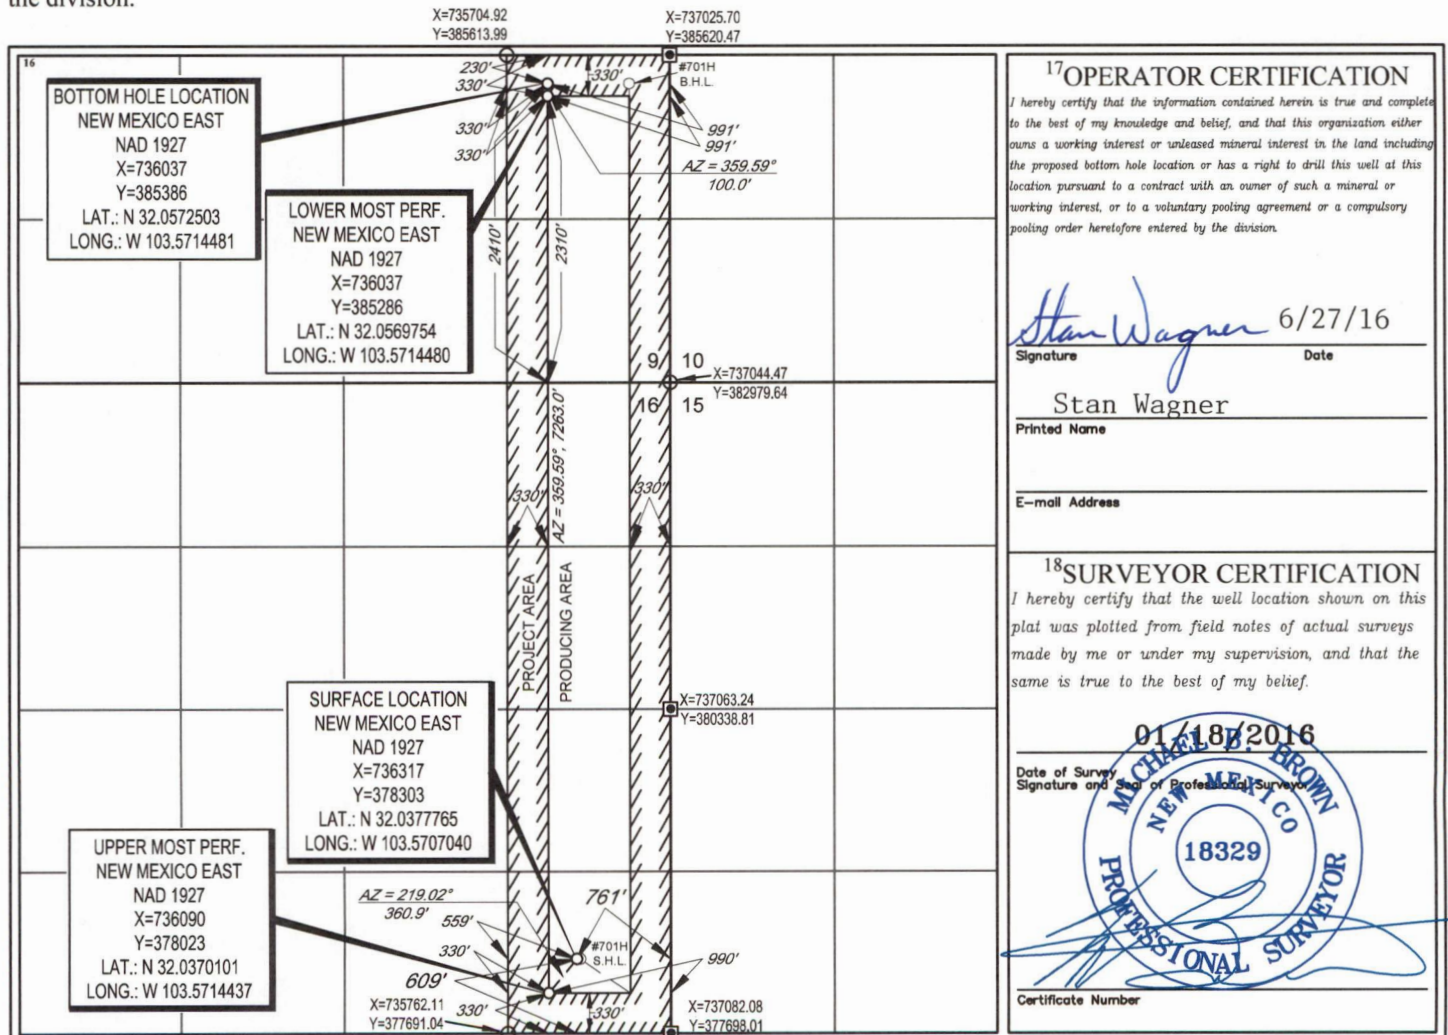 the division.
X=735704.92
Y=385613.99
X=737025.70
Y=385620.47
16
BOTTOM HOLE LOCATION
NEW MEXICO EAST
NAD 1927
X=736037
Y=385386
LAT.: N 32.0572503
LONG.: W 103.5714481
LOWER MOST PERF.
NEW MEXICO EAST
NAD 1927
X=736037
Y=385286
LAT.: N 32.0569754
LONG.: W 103.5714480
230'
330'
330'
330'
330'
#701H
B.H.L.
991'
991'
AZ = 359.59°
100.0'
2410'
2310'
9 10
16 15
X=737044.47
Y=382979.64
AZ = 359.59°, 7263.0'
330'
330'
PROJECT AREA
PRODUCING AREA
X=737063.24
Y=380338.81
SURFACE LOCATION
NEW MEXICO EAST
NAD 1927
X=736317
Y=378303
LAT.: N 32.0377765
LONG.: W 103.5707040
UPPER MOST PERF.
NEW MEXICO EAST
NAD 1927
X=736090
Y=378023
LAT.: N 32.0370101
LONG.: W 103.5714437
AZ = 219.02°
360.9'
559'
330'
609'
330'
761'
#701H
S.H.L.
990'
330'
X=735762.11
Y=377691.04
X=737082.08
Y=377698.01
17 OPERATOR CERTIFICATION
I hereby certify that the information contained herein is true and complete
to the best of my knowledge and belief, and that this organization either
owns a working interest or unleased mineral interest in the land including
the proposed bottom hole location or has a right to drill this well at this
location pursuant to a contract with an owner of such a mineral or
working interest, or to a voluntary pooling agreement or a compulsory
pooling order heretofore entered by the division.
Stan Wagner 6/27/16
Signature Date
Stan Wagner
Printed Name
E-mail Address
18 SURVEYOR CERTIFICATION
I hereby certify that the well location shown on this
plat was plotted from field notes of actual surveys
made by me or under my supervision, and that the
same is true to the best of my belief.
01/18/2016
Date of Survey
Signature and Seal of Professional Surveyor
MICHAEL B. BROWN
NEW MEXICO
18329
PROFESSIONAL SURVEYOR
Certificate Number